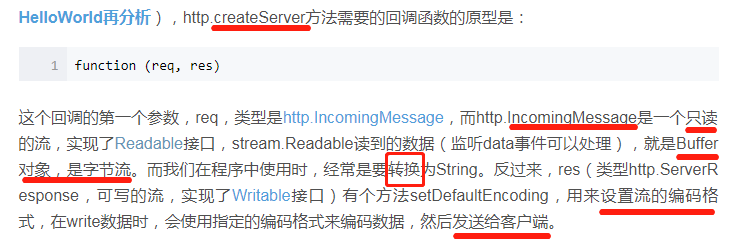 HelloWorld再分析），http.createServer方法需要的回调函数的原型是：
1 function (req, res)
这个回调的第一个参数，req，类型是http.IncomingMessage，而http.IncomingMessage是一个只读
的流，实现了Readable接口，stream.Readable读到的数据（监听data事件可以处理），就是Buffer
对象，是字节流。而我们在程序中使用时，经常是要转换为String。反过来，res（类型http.ServerR
esponse，可写的流，实现了Writable接口）有个方法setDefaultEncoding，用来设置流的编码格
式，在write数据时，会使用指定的编码格式来编码数据，然后发送给客户端。